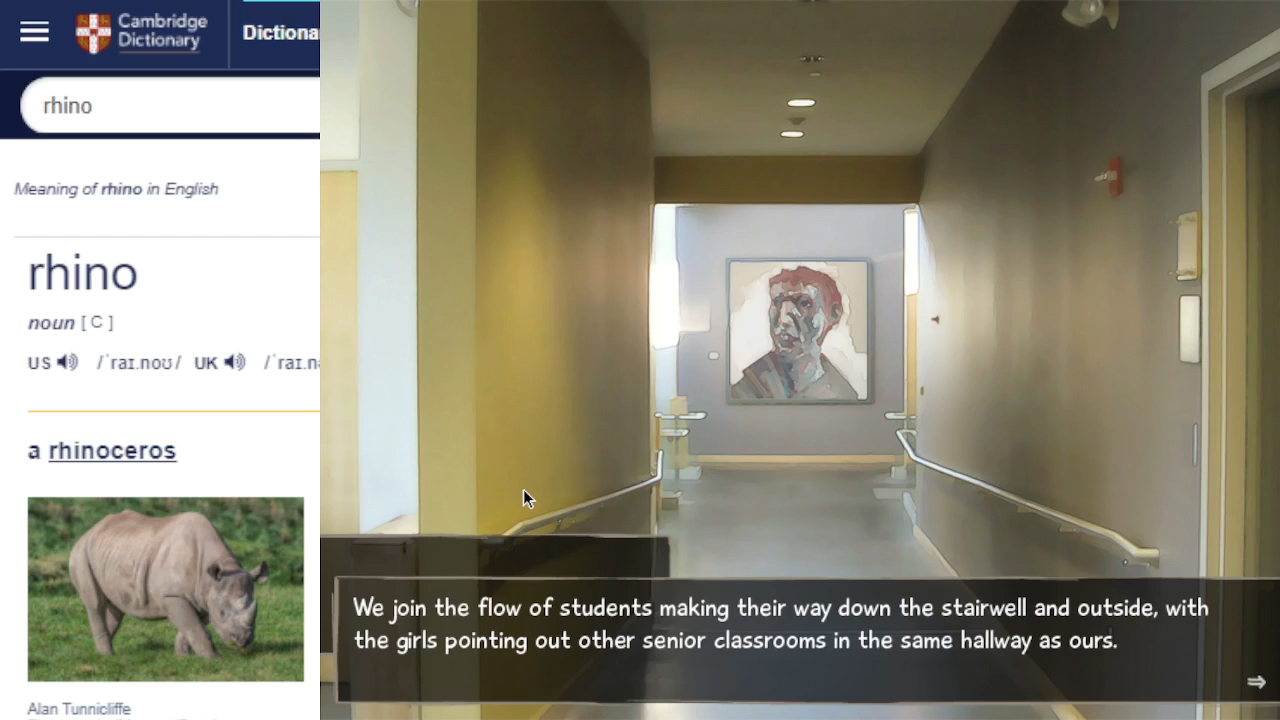 Cambridge
Dictionary
Dictiona
rhino
Meaning of rhino in English
rhino
noun [ C ]
US /ˈraɪ.noʊ/ UK /ˈraɪ.n
a rhinoceros
Alan Tunnicliffe
We join the flow of students making their way down the stairwell and outside, with
the girls pointing out other senior classrooms in the same hallway as ours.